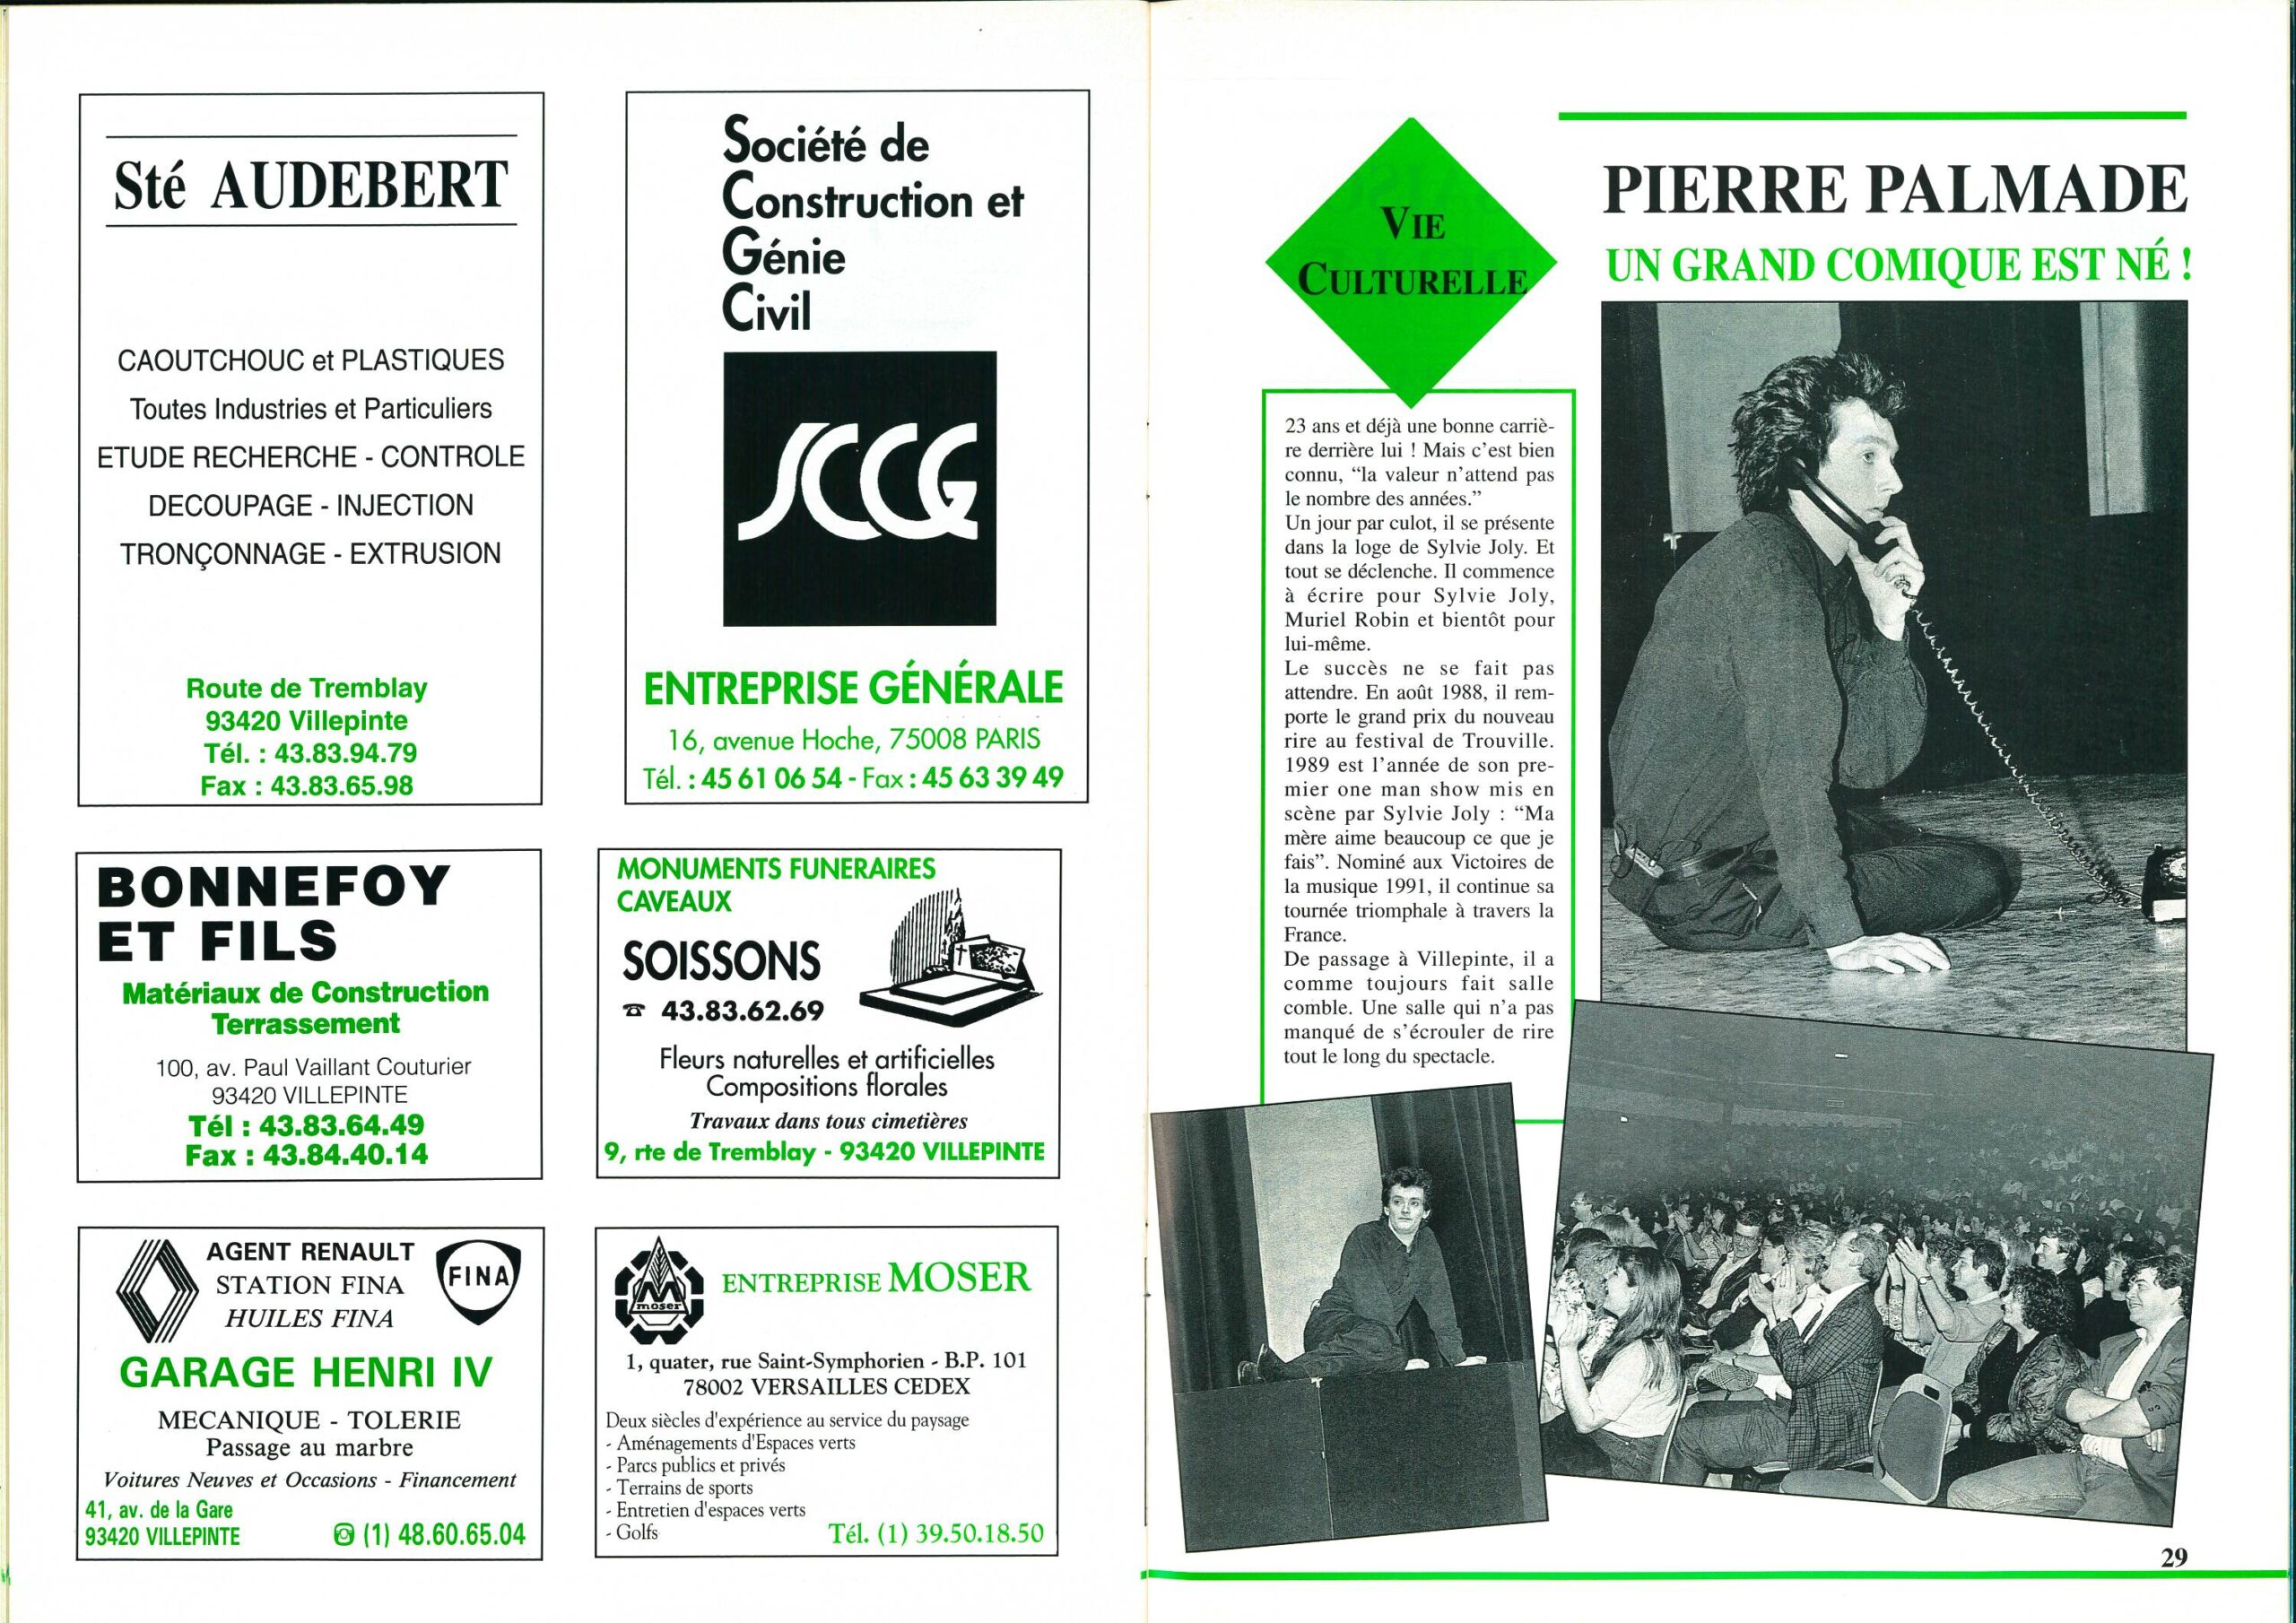 Sté AUDEBERT
CAOUTCHOUC et PLASTIQUES
Toutes Industries et Particuliers
ETUDE RECHERCHE - CONTROLE
DECOUPAGE - INJECTION
TRONÇONNAGE - EXTRUSION
Route de Tremblay
93420 Villepinte
Tél. : 43.83.94.79
Fax : 43.83.65.98
Société de
Construction et
Génie
Civil
SCGC
ENTREPRISE GÉNÉRALE
16, avenue Hoche, 75008 PARIS
Tél. : 45 61 06 54 - Fax : 45 63 39 49
BONNEFOY
ET FILS
Matériaux de Construction
Terrassement
100, av. Paul Vaillant Couturier
93420 VILLEPINTE
Tél : 43.83.64.49
Fax : 43.84.40.14
MONUMENTS FUNERAIRES
CAVEAUX
SOISSONS
☎ 43.83.62.69
Fleurs naturelles et artificielles
Compositions florales
Travaux dans tous cimetières
9, rte de Tremblay - 93420 VILLEPINTE
AGENT RENAULT
STATION FINA
HUILES FINA
FINA
GARAGE HENRI IV
MECANIQUE - TOLERIE
Passage au marbre
Voitures Neuves et Occasions - Financement
41, av. de la Gare
93420 VILLEPINTE
☎ (1) 48.60.65.04
moser
ENTREPRISE MOSER
1, quater, rue Saint-Symphorien - B.P. 101
78002 VERSAILLES CEDEX
Deux siècles d'expérience au service du paysage
- Aménagements d'Espaces verts
- Parcs publics et privés
- Terrains de sports
- Entretien d'espaces verts
- Golfs
Tél. (1) 39.50.18.50
VIE
CULTURELLE
PIERRE PALMADE
UN GRAND COMIQUE EST NÉ !
23 ans et déjà une bonne carriè-
re derrière lui ! Mais c'est bien
connu, “la valeur n'attend pas
le nombre des années.”
Un jour par culot, il se présente
dans la loge de Sylvie Joly. Et
tout se déclenche. Il commence
à écrire pour Sylvie Joly,
Muriel Robin et bientôt pour
lui-même.
Le succès ne se fait pas
attendre. En août 1988, il rem-
porte le grand prix du nouveau
rire au festival de Trouville.
1989 est l'année de son pre-
mier one man show mis en
scène par Sylvie Joly : “Ma
mère aime beaucoup ce que je
fais”. Nominé aux Victoires de
la musique 1991, il continue sa
tournée triomphale à travers la
France.
De passage à Villepinte, il a
comme toujours fait salle
comble. Une salle qui n'a pas
manqué de s'écrouler de rire
tout le long du spectacle.
29